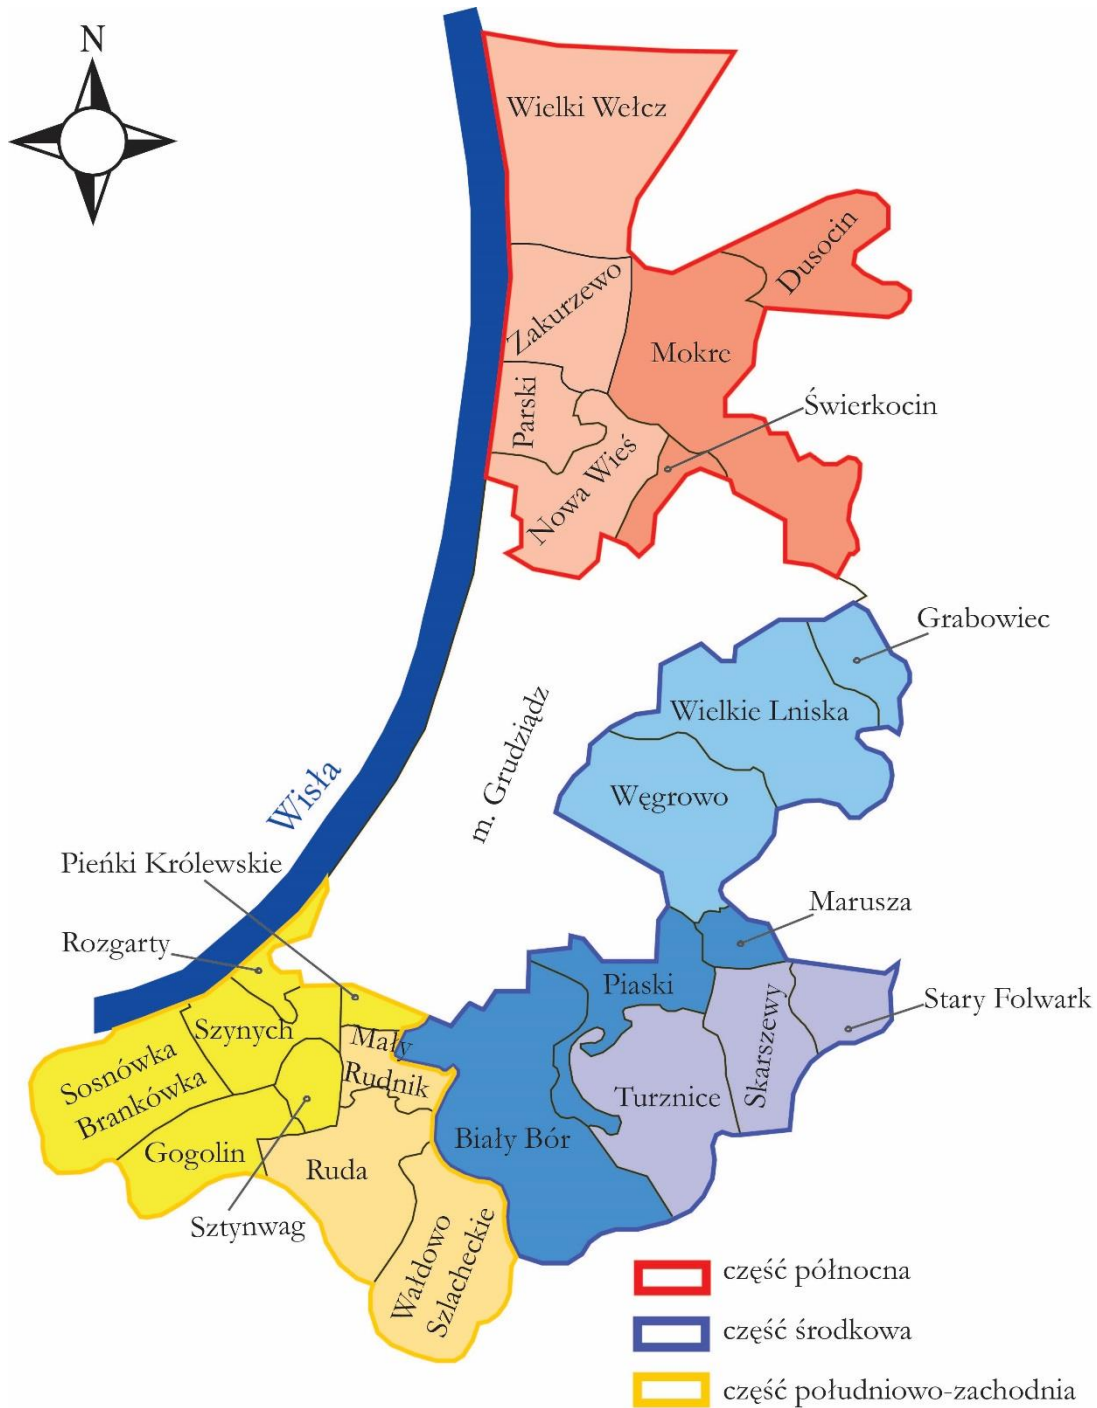 N
Wielki Wełcz
Dusocin
Zakurzewo
Mokre
Parski
Świerkocin
Nowa Wieś
Grabowiec
Wielkie Lniska
m. Grudziądz
Węgrowo
Wisła
Pieńki Królewskie
Marusza
Rozgarty
Piaski
Stary Folwark
Szynych
Skarszewy
Mały
Rudnik
Sosnówka
Brankówka
Turznice
Biały Bór
Gogolin
Ruda
Sztynwag
Wałdowo
Szlacheckie
część północna
część środkowa
część południowo-zachodnia